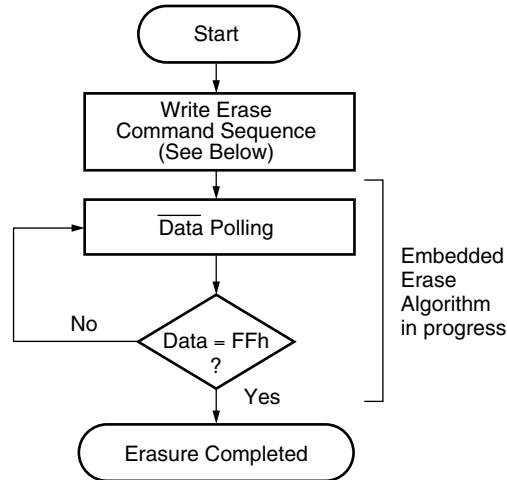 Start
Write Erase
Command Sequence
(See Below)
Data Polling
Embedded
Erase
Algorithm
in progress
No
Data = FFh
?
Yes
Erasure Completed